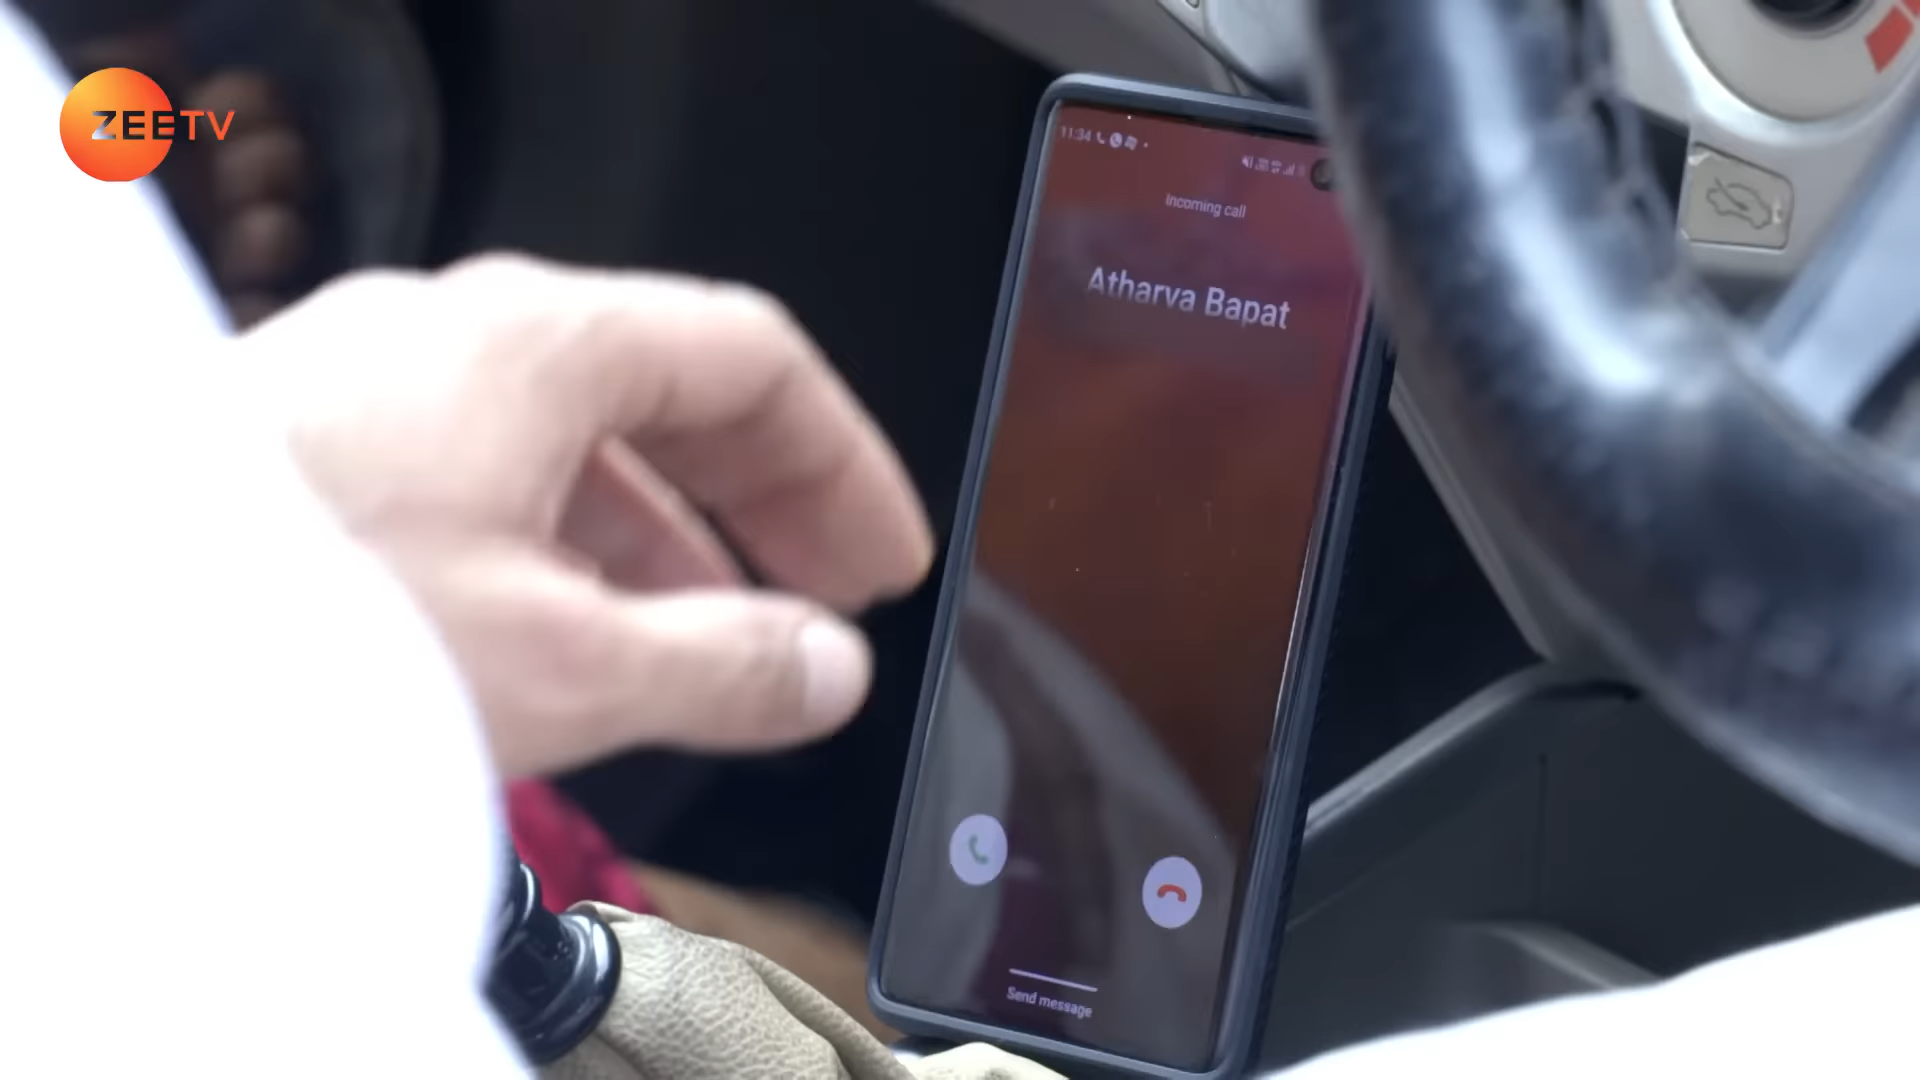 ZEETV
11:34
Incoming call
Atharva Bapat
Send message